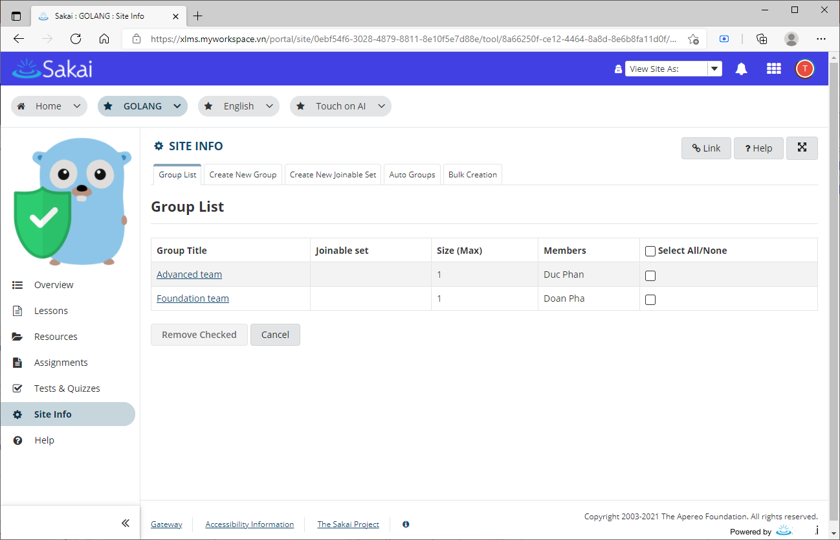 Sakai : GOLANG : Site Info
https://xlms.myworkspace.vn/portal/site/0ebf54f6-3028-4879-8811-8e10f5e7d88e/tool/8a66250f-ce12-4464-8a8d-8e6b8fa11d0f/...
Sakai
View Site As:
T
Home
GOLANG
English
Touch on AI
SITE INFO
Link
? Help
Group List
Create New Group
Create New Joinable Set
Auto Groups
Bulk Creation
Group List
Group Title Joinable set Size (Max) Members Select All/None
Advanced team 1 Duc Phan
Foundation team 1 Doan Pha
Remove Checked
Cancel
Overview
Lessons
Resources
Assignments
Tests & Quizzes
Site Info
Help
Gateway
Accessibility Information
The Sakai Project
Copyright 2003-2021 The Apereo Foundation. All rights reserved.
Powered by